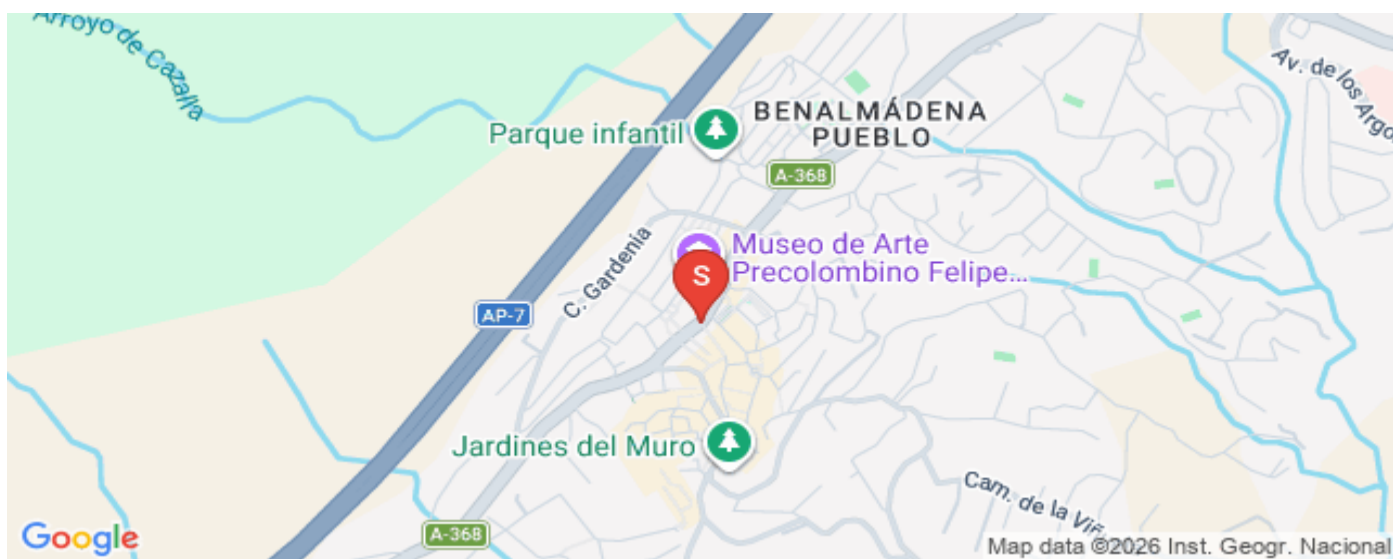 Arroyo de Cazalla
Av. de los Argo
BENALMÁDENA
PUEBLO
Parque infantil
A-368
C. Gardenia
Museo de Arte
Precolombino Felipe...
S
AP-7
Jardines del Muro
Cam. de la Viñ
A-368
Google
Map data ©2026 Inst. Geogr. Nacional